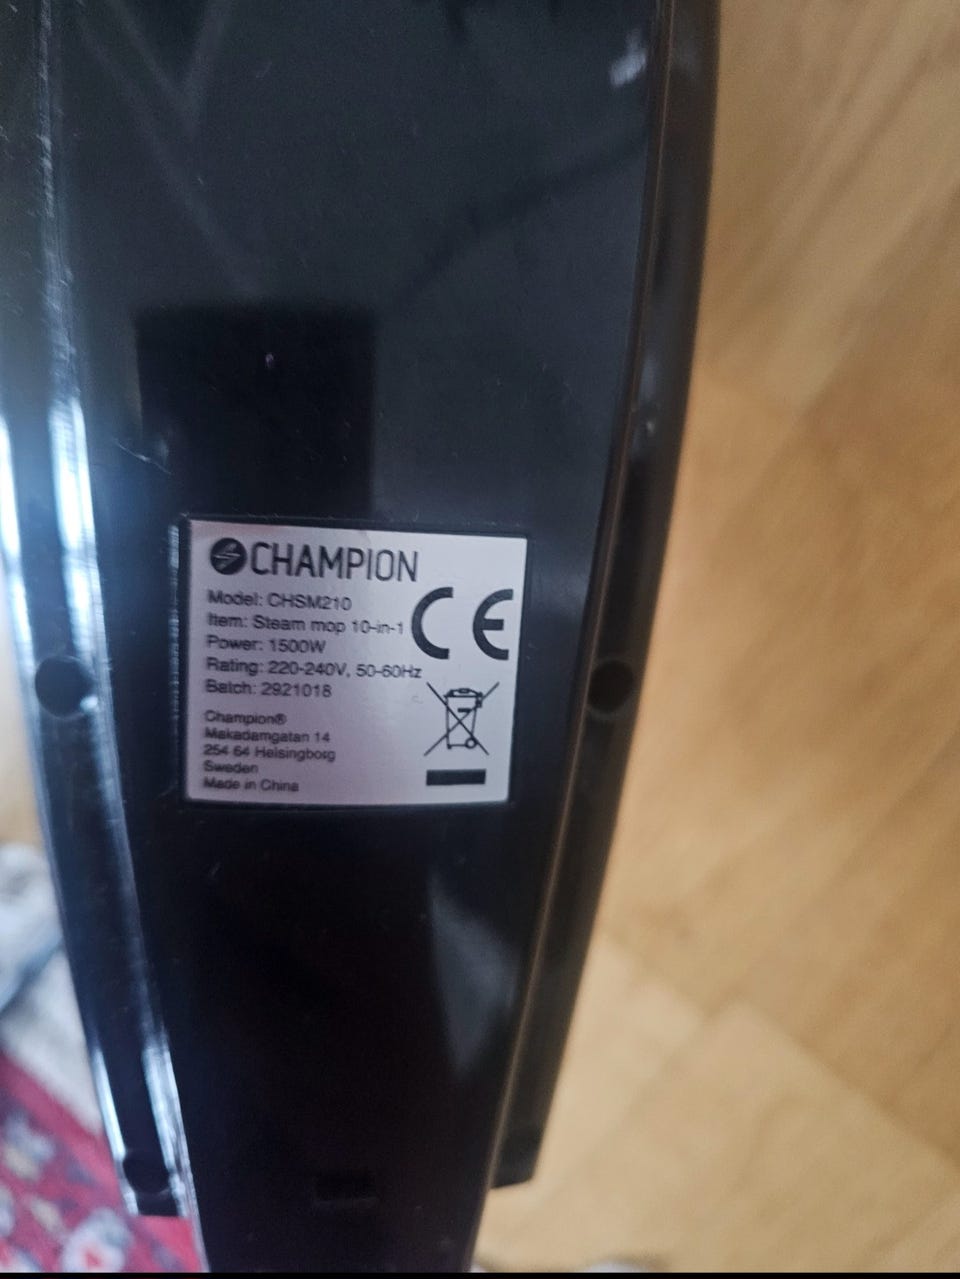 CHAMPION
Model: CHSM210
Item: Steam mop 10-in-1
Power: 1500W
Rating: 220-240V, 50-60Hz
Batch: 2921018
CE
Champion®
Makadamgatan 14
254 64 Helsingborg
Sweden
Made in China